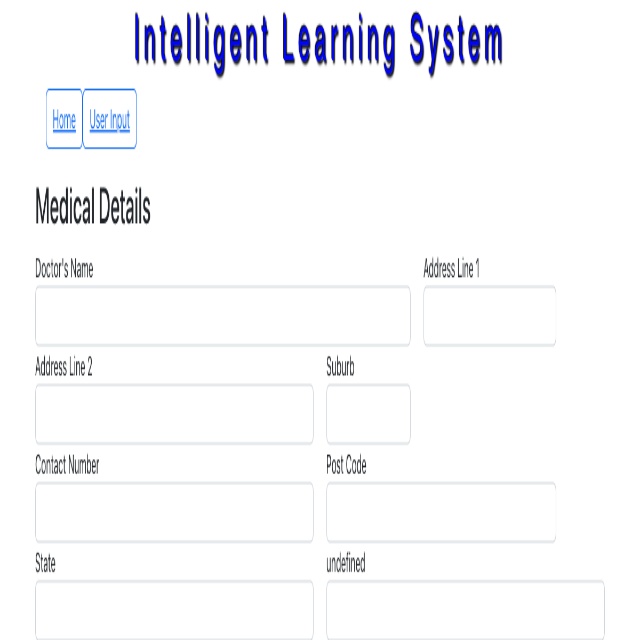 Intelligent Learning System
Home User Input
Medical Details
Doctor's Name Address Line 1
Address Line 2 Suburb
Contact Number Post Code
State undefined